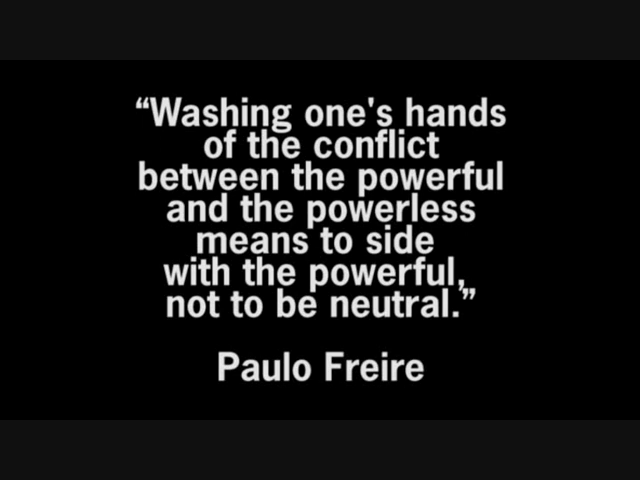 “Washing one's hands
of the conflict
between the powerful
and the powerless
means to side
with the powerful,
not to be neutral.”
Paulo Freire